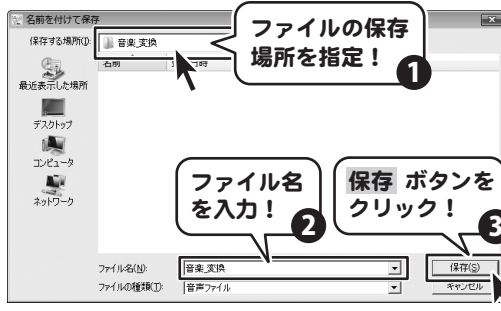 名前を付けて保存
保存する場所(I):
音楽_変換
ファイルの保存
場所を指定！
1
名前
最近表示した場所
デスクトップ
コンピュータ
ネットワーク
ファイル名
を入力！
2
保存 ボタンを
クリック！
3
ファイル名(N):
音楽_変換
保存(S)
ファイルの種類(T):
音声ファイル
キャンセル